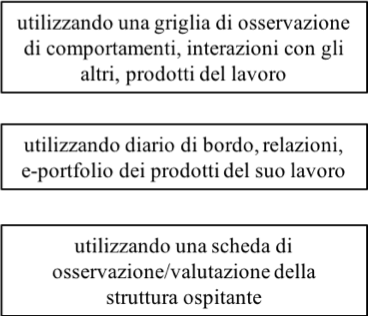 utilizzando una griglia di osservazione
di comportamenti, interazioni con gli
altri, prodotti del lavoro
utilizzando diario di bordo, relazioni,
e-portfolio dei prodotti del suo lavoro
utilizzando una scheda di
osservazione/valutazione della
struttura ospitante